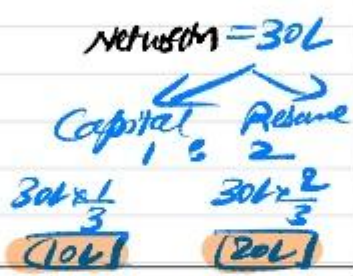 Networth = 30L
Capital Reserve
1 : 2
30L × 1/3 30L × 2/3
(10L) (20L)